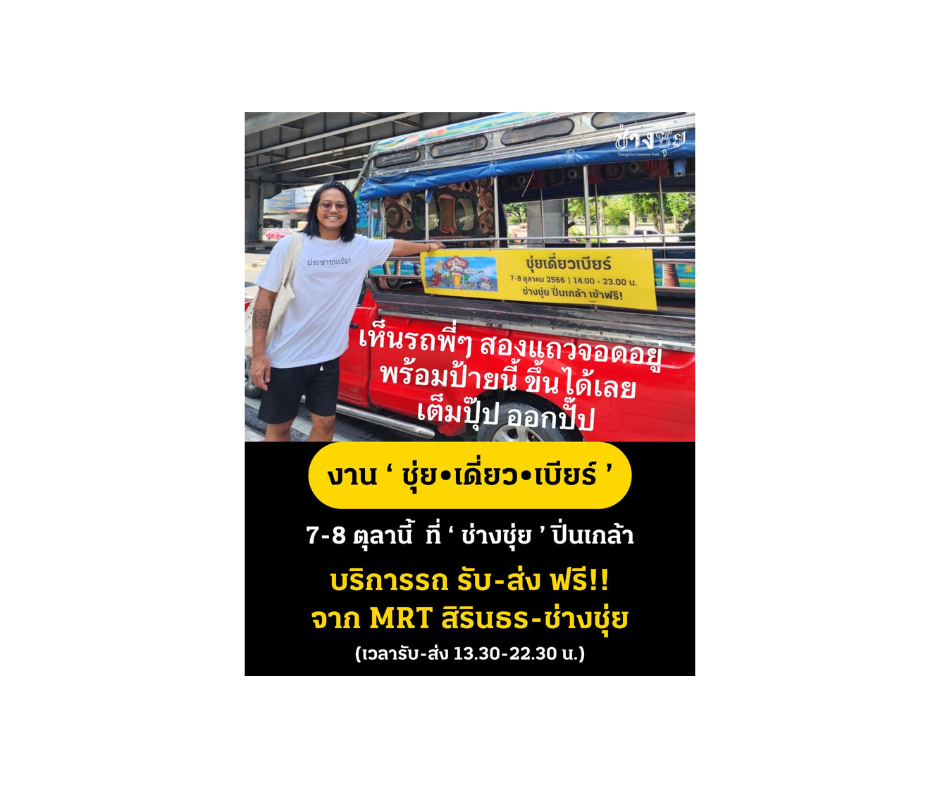 ช่างชุ่ย
ChangChui Creative Park
ประชาชนเบียร์
ชุ่ยเดี่ยวเบียร์
7-8 ตุลาคม 2566 | 14.00 - 23.00 น.
ช่างชุ่ย ปิ่นเกล้า เข้าฟรี!
เห็นรถพี่ๆ สองแถวจอดอยู่
พร้อมป้ายนี้ ขึ้นได้เลย
เต็มปุ๊ป ออกปั๊ป
งาน ‘ ชุ่ย•เดี่ยว•เบียร์ ’
7-8 ตุลานี้ ที่ ‘ ช่างชุ่ย ’ ปิ่นเกล้า
บริการรถ รับ-ส่ง ฟรี!!
จาก MRT สิรินธร-ช่างชุ่ย
(เวลารับ-ส่ง 13.30-22.30 น.)